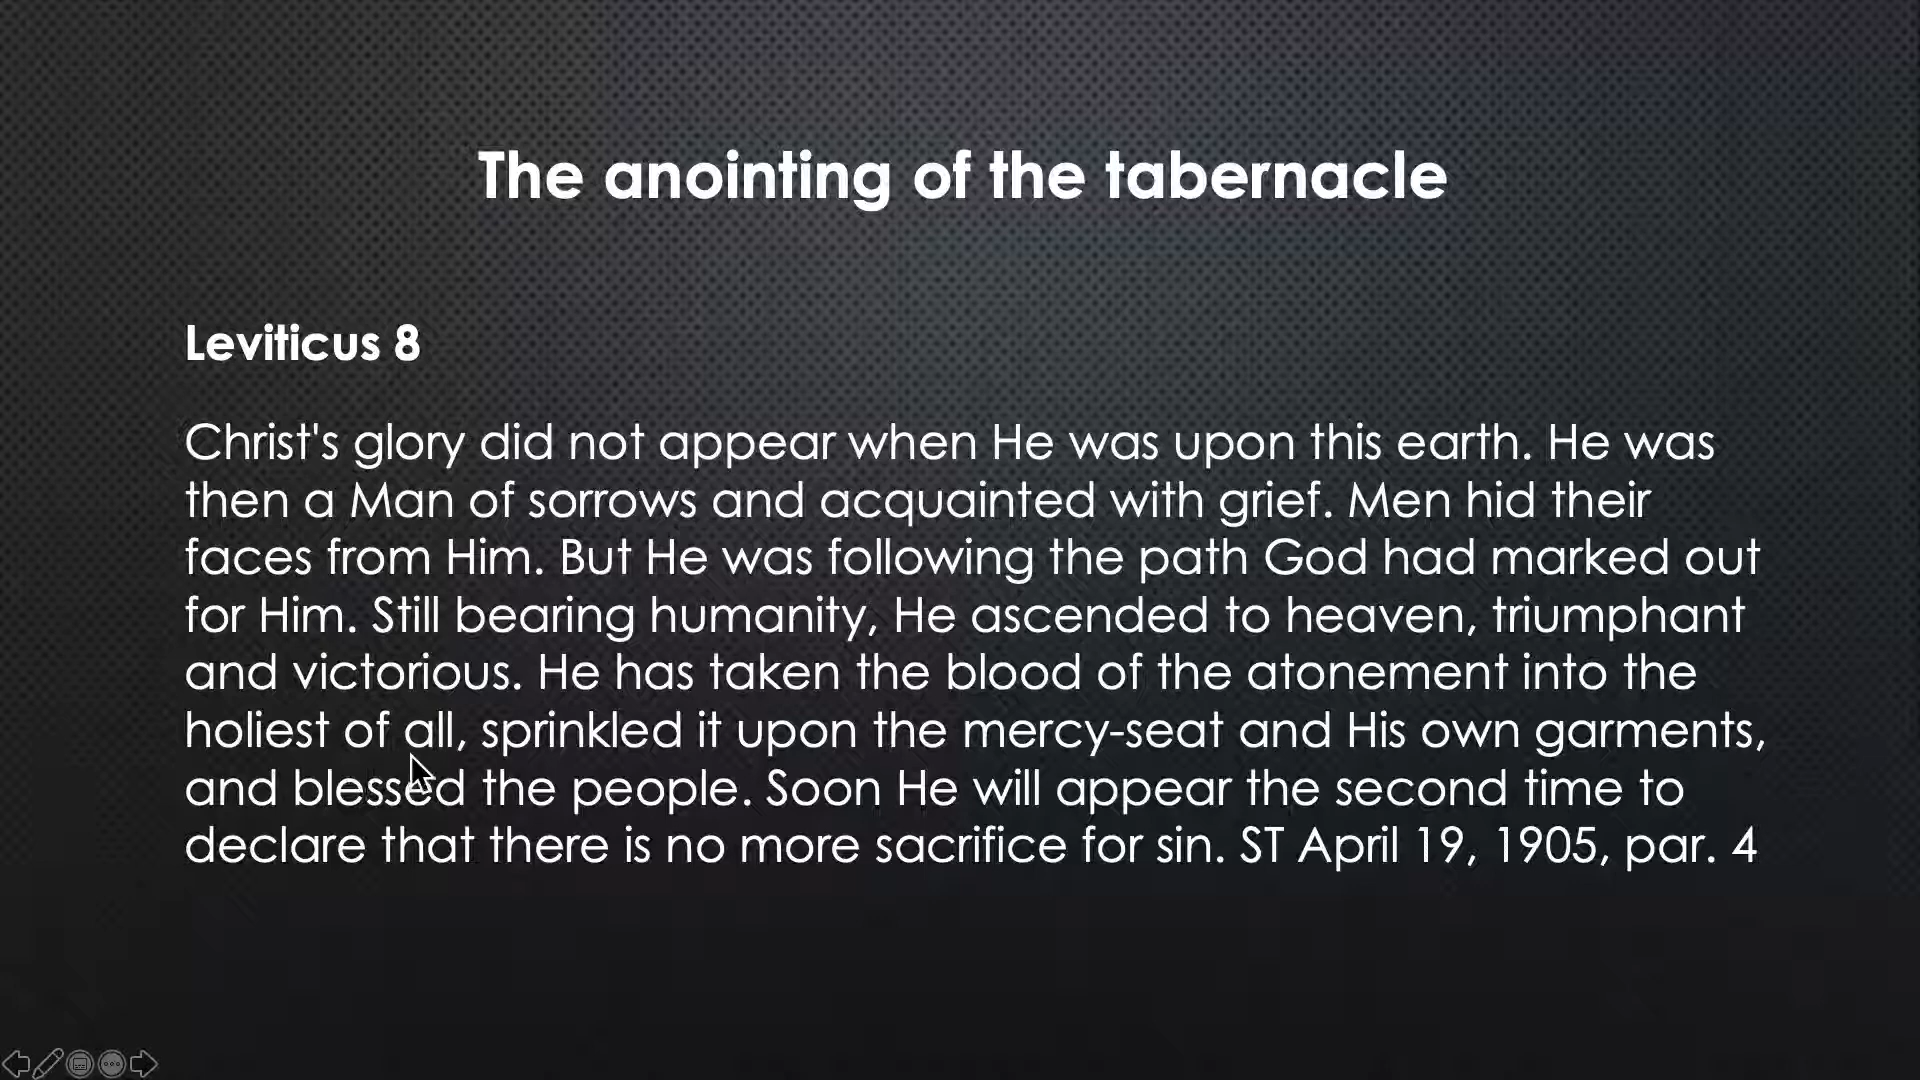 The anointing of the tabernacle
Leviticus 8
Christ's glory did not appear when He was upon this earth. He was
then a Man of sorrows and acquainted with grief. Men hid their
faces from Him. But He was following the path God had marked out
for Him. Still bearing humanity, He ascended to heaven, triumphant
and victorious. He has taken the blood of the atonement into the
holiest of all, sprinkled it upon the mercy-seat and His own garments,
and blessed the people. Soon He will appear the second time to
declare that there is no more sacrifice for sin. ST April 19, 1905, par. 4